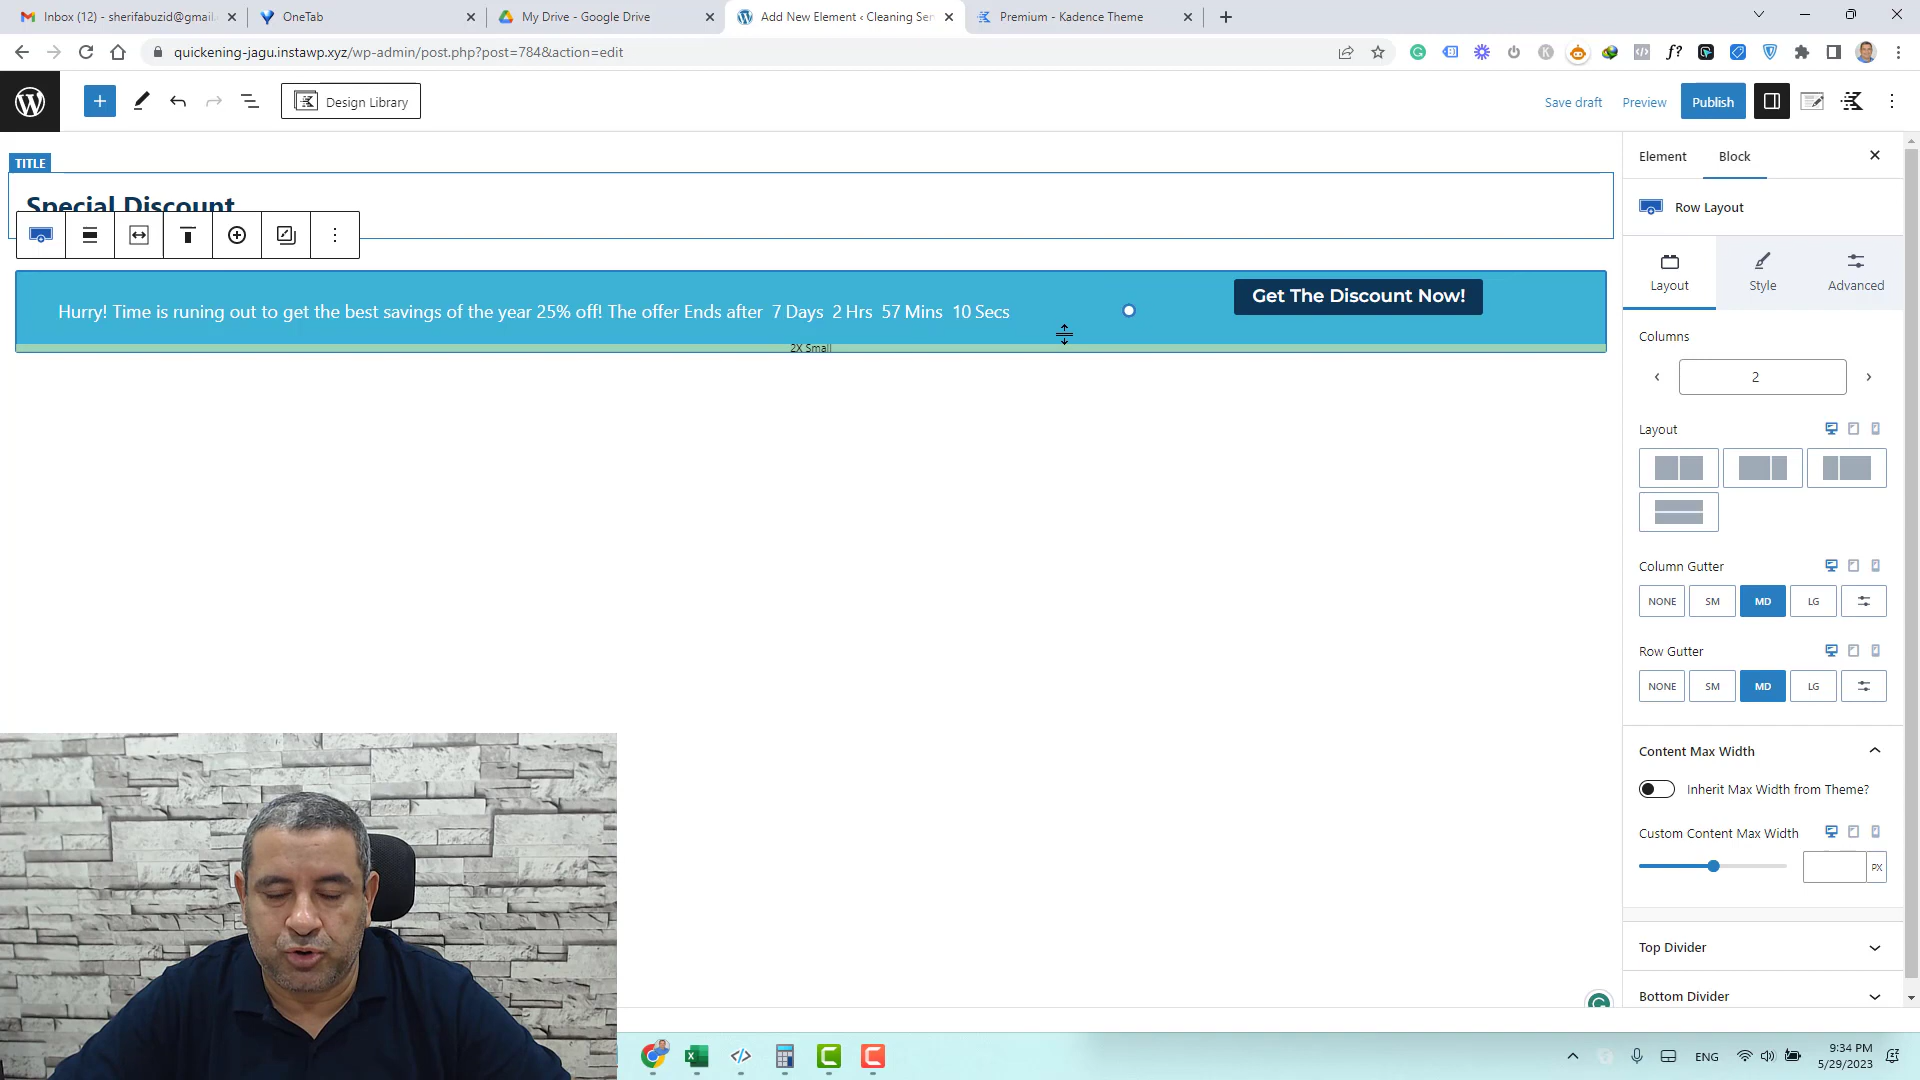 Inbox (12) - sherifabuzid@gmail.
OneTab
My Drive - Google Drive
Add New Element ‹ Cleaning Ser
Premium - Kadence Theme
quickening-jagu.instawp.xyz/wp-admin/post.php?post=784&action=edit
Design Library
Save draft
Preview
Publish
TITLE
Special Discount
Element
Block
Row Layout
Layout
Style
Advanced
Hurry! Time is runing out to get the best savings of the year 25% off! The offer Ends after 7 Days 2 Hrs 57 Mins 10 Secs
Get The Discount Now!
2X Small
Columns
2
Layout
Column Gutter
NONE
SM
MD
LG
Row Gutter
NONE
SM
MD
LG
Content Max Width
Inherit Max Width from Theme?
Custom Content Max Width
PX
Top Divider
Bottom Divider
ENG
9:34 PM
5/29/2023